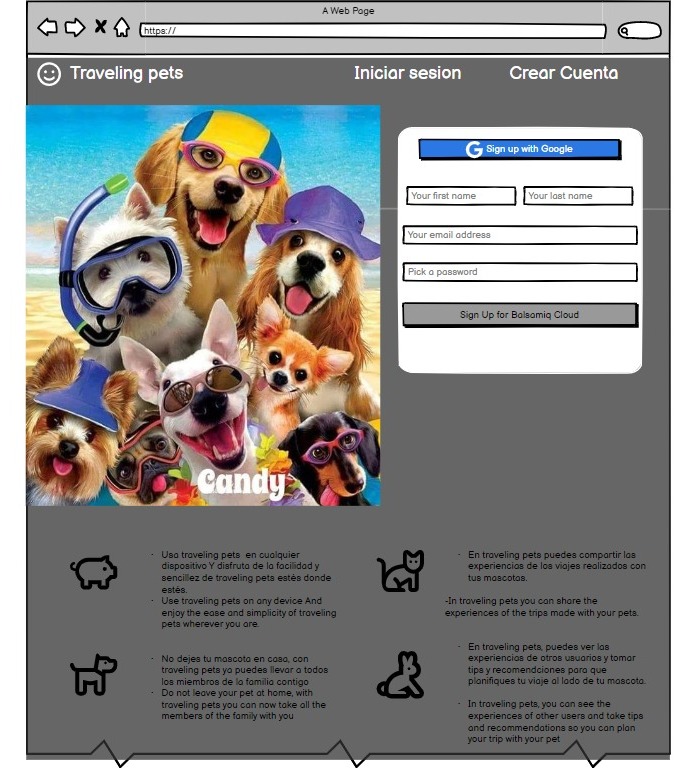 A Web Page
https://
Traveling pets
Iniciar sesion
Crear Cuenta
Sign up with Google
Your first name
Your last name
Your email address
Pick a password
Sign Up for Balsamiq Cloud
Candy
· Usa traveling pets en cualquier
dispositivo Y disfruta de la facilidad y
sencillez de traveling pets estés donde
estés.
· Use traveling pets on any device And
enjoy the ease and simplicity of traveling
pets wherever you are.
· En traveling pets puedes compartir las
experiencias de los viajes realizados con
tus mascotas.
-In traveling pets you can share the
experiences of the trips made with your pets.
· No dejes tu mascota en casa, con
traveling pets ya puedes llevar a todos
los miembros de la familia contigo
· Do not leave your pet at home, with
traveling pets you can now take all the
members of the family with you
· En traveling pets, puedes ver las
experiencias de otros usuarios y tomar
tips y recomendciones para que
planifiques tu viaje al lado de tu mascota.
· In traveling pets, you can see the
experiences of other users and take tips
and recommendations so you can plan
your trip with your pet